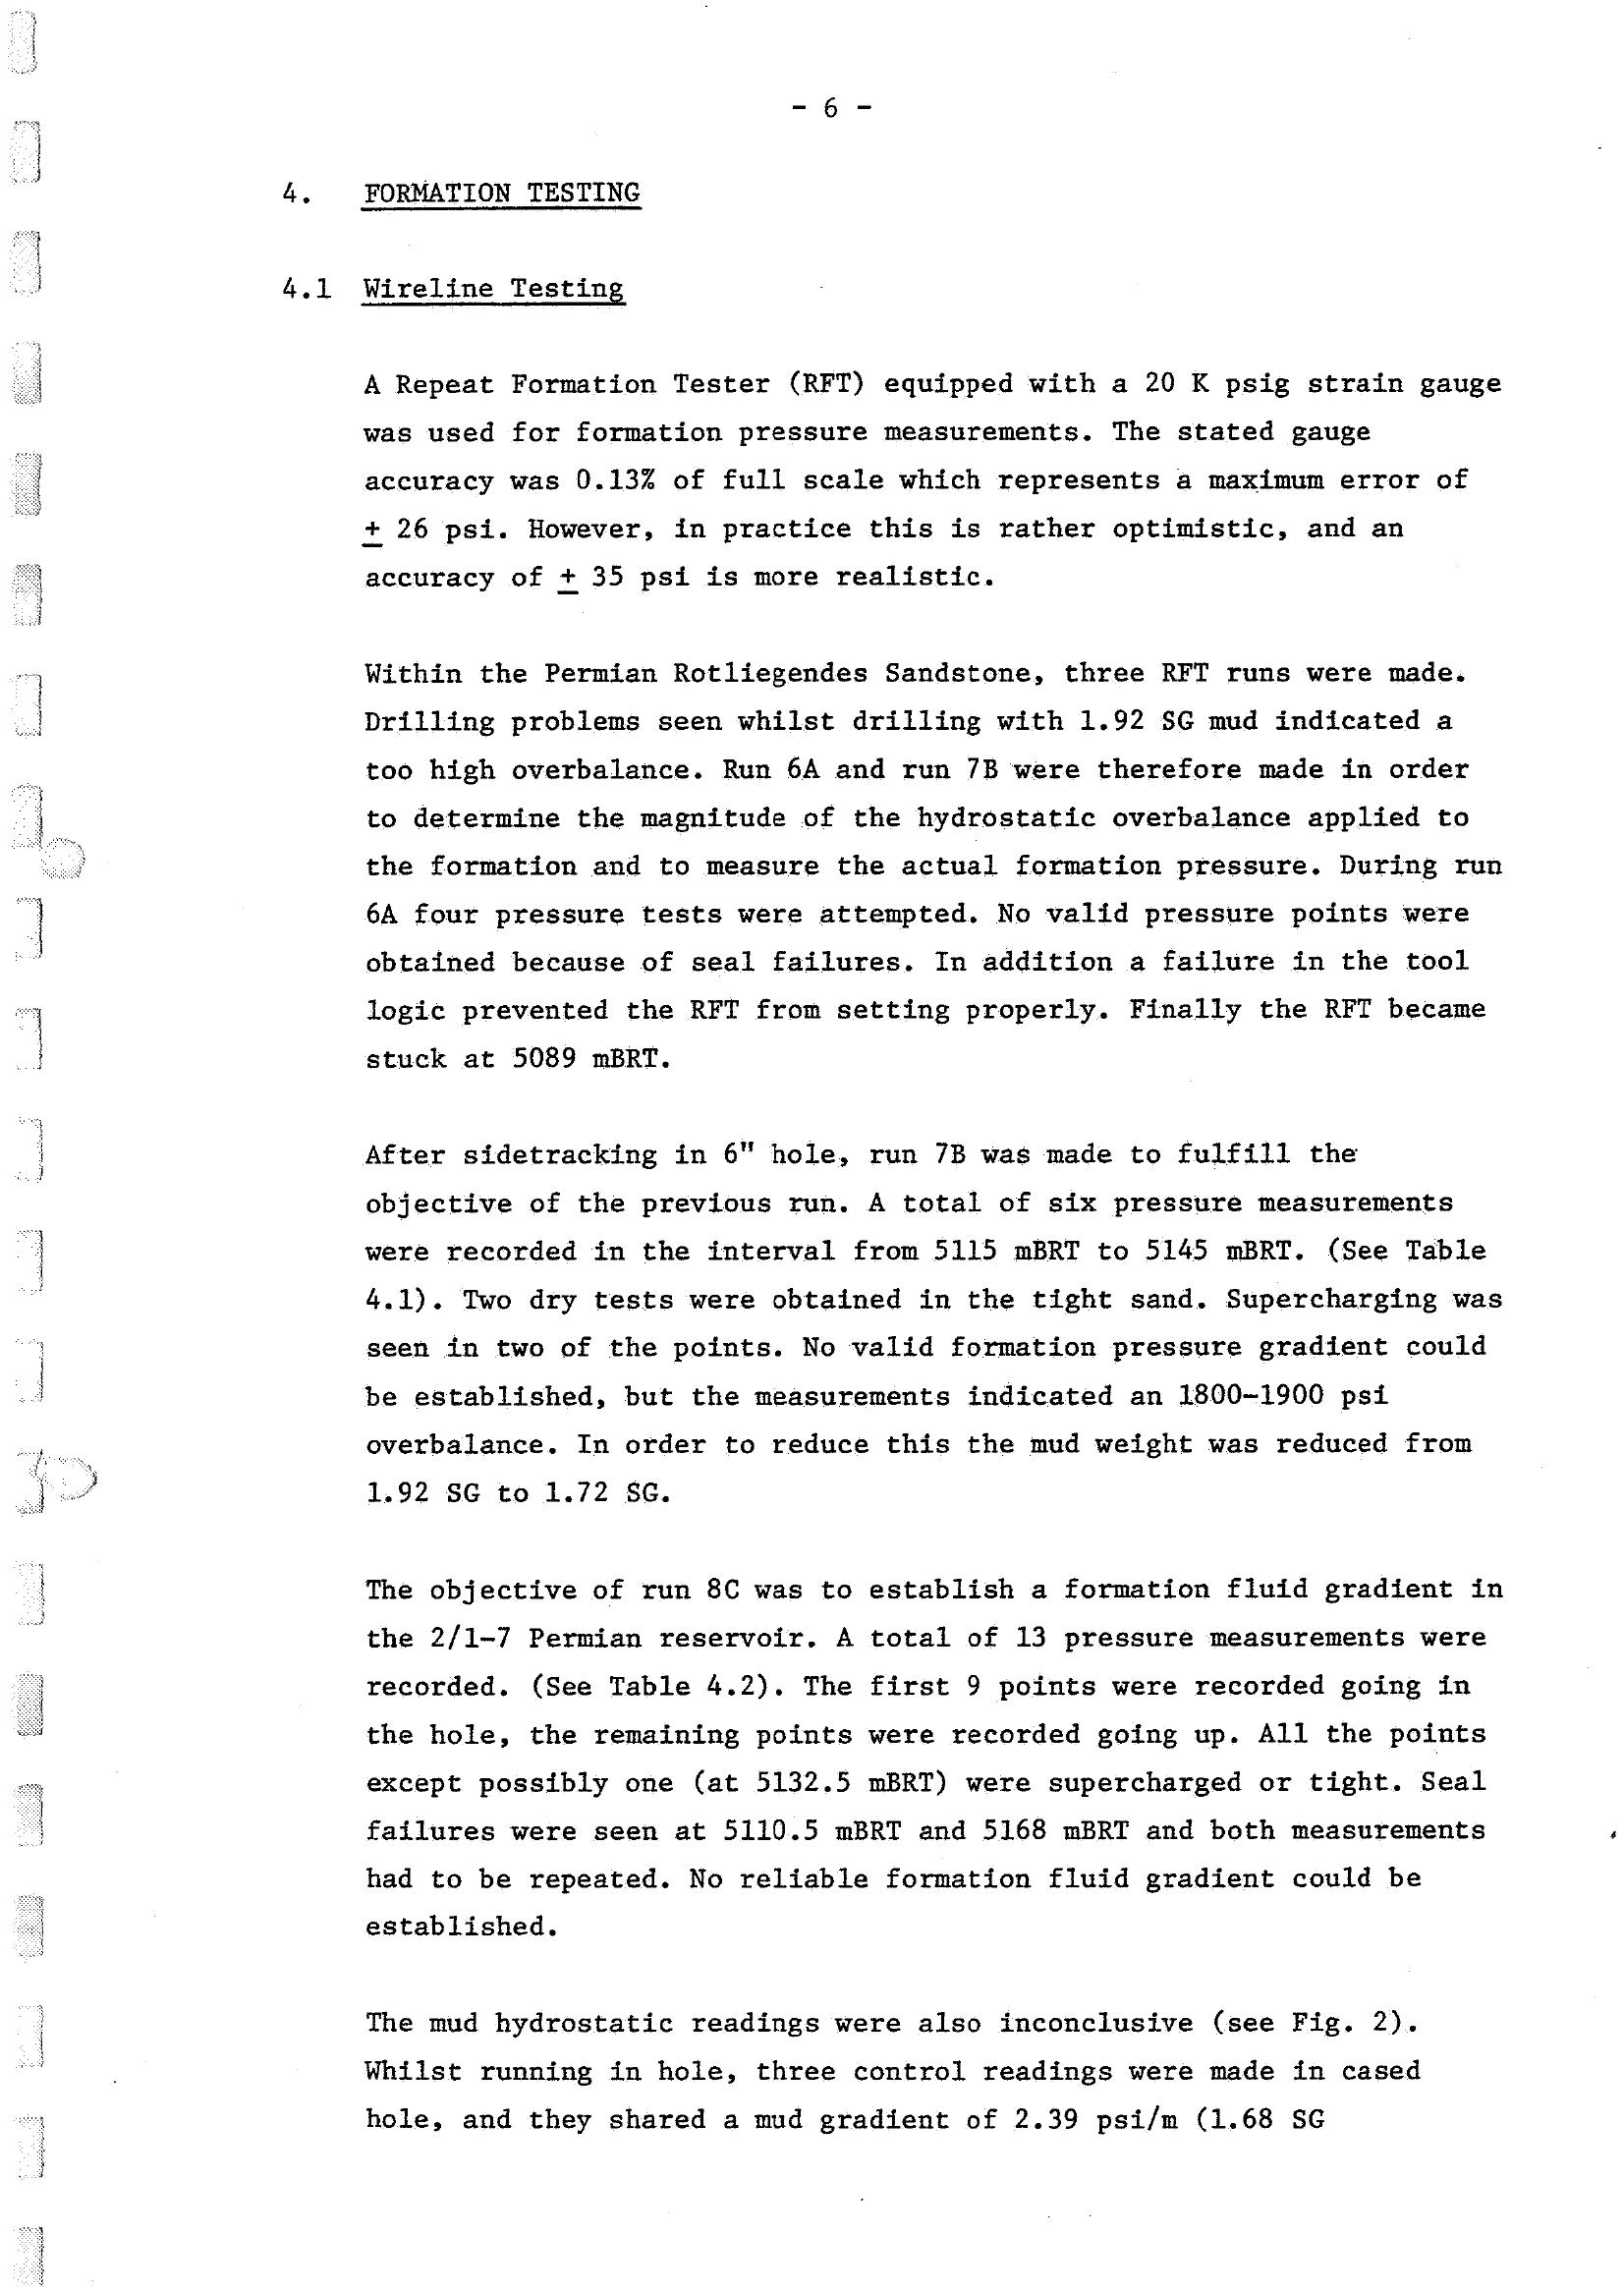 - 6 -
4. FORMATION TESTING
4.1 Wireline Testing
A Repeat Formation Tester (RFT) equipped with a 20 K psig strain gauge
was used for formation pressure measurements. The stated gauge
accuracy was 0.13% of full scale which represents a maximum error of
± 26 psi. However, in practice this is rather optimistic, and an
accuracy of ± 35 psi is more realistic.
Within the Permian Rotliegendes Sandstone, three RFT runs were made.
Drilling problems seen whilst drilling with 1.92 SG mud indicated a
too high overbalance. Run 6A and run 7B were therefore made in order
to determine the magnitude of the hydrostatic overbalance applied to
the formation and to measure the actual formation pressure. During run
6A four pressure tests were attempted. No valid pressure points were
obtained because of seal failures. In addition a failure in the tool
logic prevented the RFT from setting properly. Finally the RFT became
stuck at 5089 mBRT.
After sidetracking in 6" hole, run 7B was made to fulfill the
objective of the previous run. A total of six pressure measurements
were recorded in the interval from 5115 mBRT to 5145 mBRT. (See Table
4.1). Two dry tests were obtained in the tight sand. Supercharging was
seen in two of the points. No valid formation pressure gradient could
be established, but the measurements indicated an 1800-1900 psi
overbalance. In order to reduce this the mud weight was reduced from
1.92 SG to 1.72 SG.
The objective of run 8C was to establish a formation fluid gradient in
the 2/1-7 Permian reservoir. A total of 13 pressure measurements were
recorded. (See Table 4.2). The first 9 points were recorded going in
the hole, the remaining points were recorded going up. All the points
except possibly one (at 5132.5 mBRT) were supercharged or tight. Seal
failures were seen at 5110.5 mBRT and 5168 mBRT and both measurements
had to be repeated. No reliable formation fluid gradient could be
established.
The mud hydrostatic readings were also inconclusive (see Fig. 2).
Whilst running in hole, three control readings were made in cased
hole, and they shared a mud gradient of 2.39 psi/m (1.68 SG